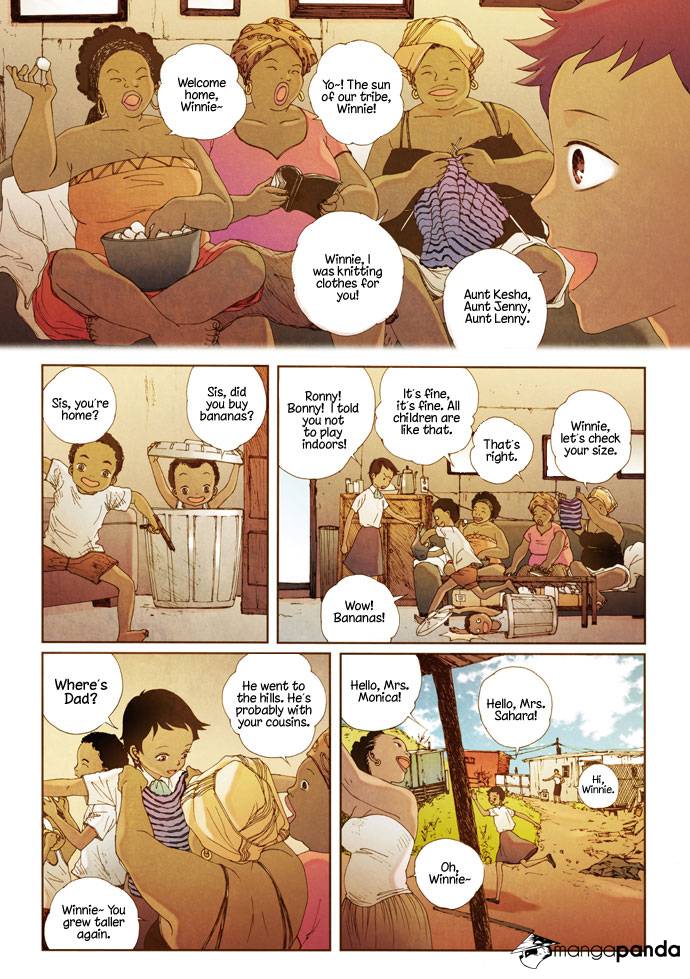 Welcome
home,
Winnie~
Yo~! The sun
of our tribe,
Winnie!
Winnie, I
was knitting
clothes for
you!
Aunt Kesha,
Aunt Jenny,
Aunt Lenny.
Sis, you're
home?
Sis, did
you buy
bananas?
Ronny!
Bonny! I told
you not
to play
indoors!
It's fine,
it's fine. All
children are
like that.
That's
right.
Winnie,
let's check
your size.
Wow!
Bananas!
Where's
Dad?
He went to
the hills. He's
probably with
your cousins.
Winnie~ You
grew taller
again.
Hello, Mrs.
Monica!
Hello, Mrs.
Sahara!
Hi,
Winnie.
Oh,
Winnie~
mangapanda